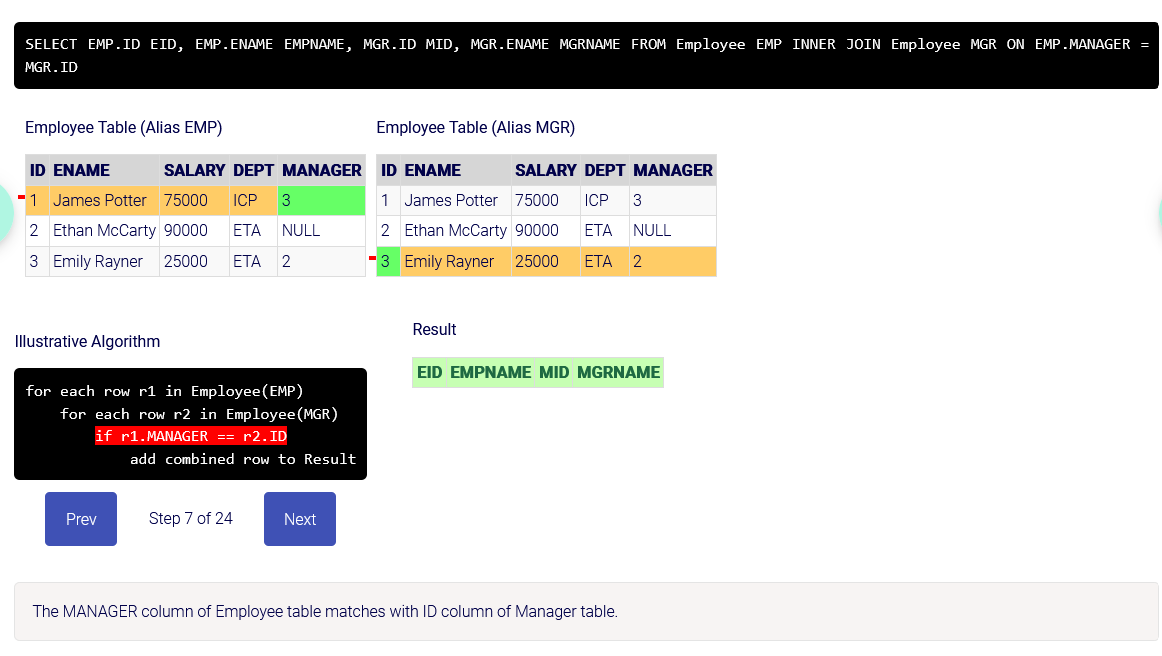 SELECT EMP.ID EID, EMP.ENAME EMPNAME, MGR.ID MID, MGR.ENAME MGRNAME FROM Employee EMP INNER JOIN Employee MGR ON EMP.MANAGER =
MGR.ID
Employee Table (Alias EMP)
ID ENAME SALARY DEPT MANAGER
1 James Potter 75000 ICP 3
2 Ethan McCarty 90000 ETA NULL
3 Emily Rayner 25000 ETA 2
Employee Table (Alias MGR)
ID ENAME SALARY DEPT MANAGER
1 James Potter 75000 ICP 3
2 Ethan McCarty 90000 ETA NULL
3 Emily Rayner 25000 ETA 2
Illustrative Algorithm
for each row r1 in Employee(EMP)
    for each row r2 in Employee(MGR)
        if r1.MANAGER == r2.ID
            add combined row to Result
Prev Step 7 of 24 Next
Result
EID EMPNAME MID MGRNAME
The MANAGER column of Employee table matches with ID column of Manager table.